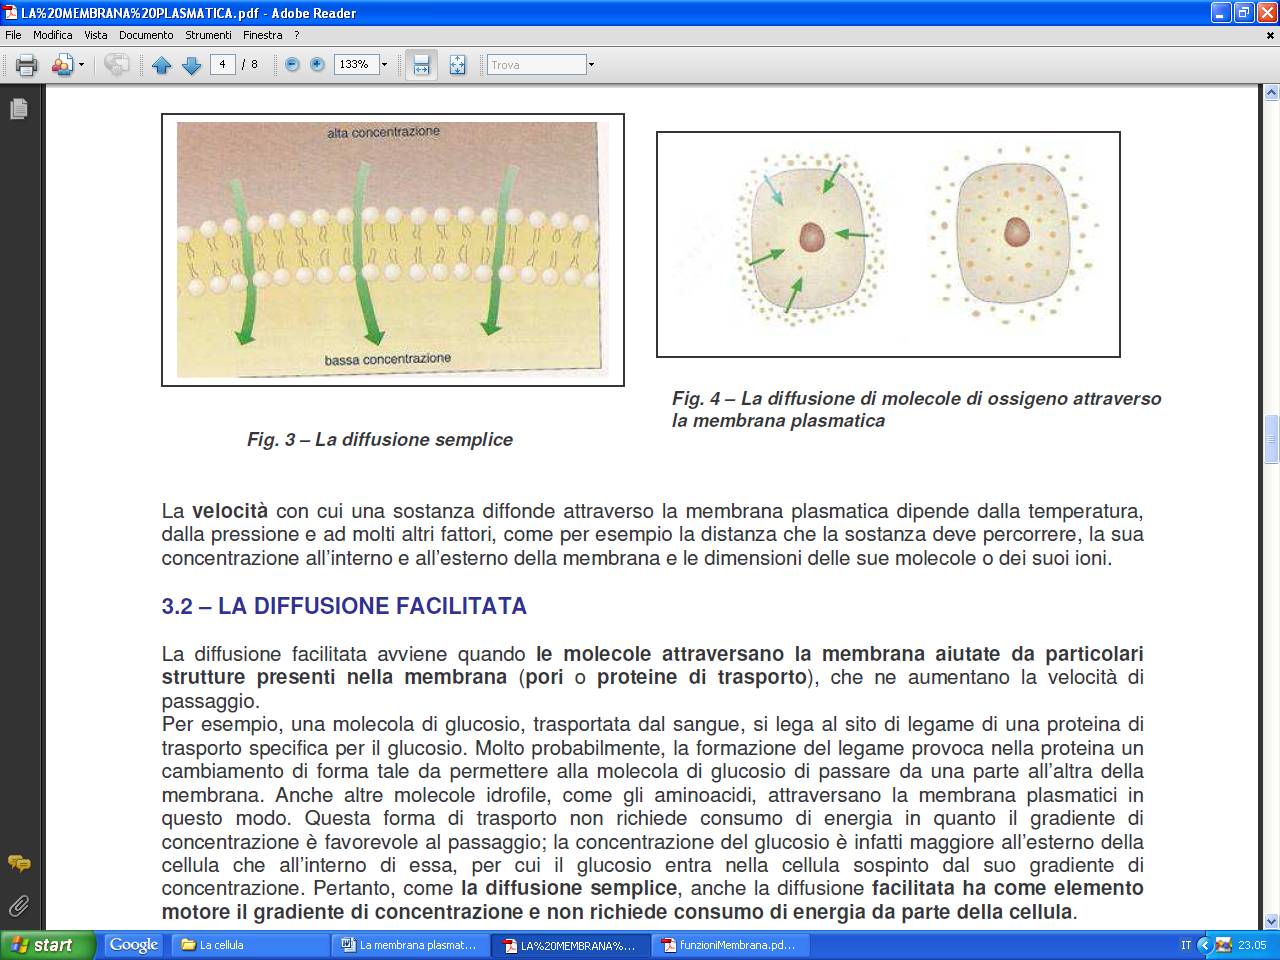 LA%20MEMBRANA%20PLASMATICA.pdf - Adobe Reader
File Modifica Vista Documento Strumenti Finestra ?
4 / 8 133% Trova
alta concentrazione
bassa concentrazione
Fig. 3 – La diffusione semplice
Fig. 4 – La diffusione di molecole di ossigeno attraverso
la membrana plasmatica
La velocità con cui una sostanza diffonde attraverso la membrana plasmatica dipende dalla temperatura,
dalla pressione e ad molti altri fattori, come per esempio la distanza che la sostanza deve percorrere, la sua
concentrazione all’interno e all’esterno della membrana e le dimensioni delle sue molecole o dei suoi ioni.
3.2 – LA DIFFUSIONE FACILITATA
La diffusione facilitata avviene quando le molecole attraversano la membrana aiutate da particolari
strutture presenti nella membrana (pori o proteine di trasporto), che ne aumentano la velocità di
passaggio.
Per esempio, una molecola di glucosio, trasportata dal sangue, si lega al sito di legame di una proteina di
trasporto specifica per il glucosio. Molto probabilmente, la formazione del legame provoca nella proteina un
cambiamento di forma tale da permettere alla molecola di glucosio di passare da una parte all’altra della
membrana. Anche altre molecole idrofile, come gli aminoacidi, attraversano la membrana plasmatici in
questo modo. Questa forma di trasporto non richiede consumo di energia in quanto il gradiente di
concentrazione è favorevole al passaggio; la concentrazione del glucosio è infatti maggiore all’esterno della
cellula che all’interno di essa, per cui il glucosio entra nella cellula sospinto dal suo gradiente di
concentrazione. Pertanto, come la diffusione semplice, anche la diffusione facilitata ha come elemento
motore il gradiente di concentrazione e non richiede consumo di energia da parte della cellula.
start Google La cellula La membrana plasmat... LA%20MEMBRANA%... funzioniMembrana.pd... IT 23.05